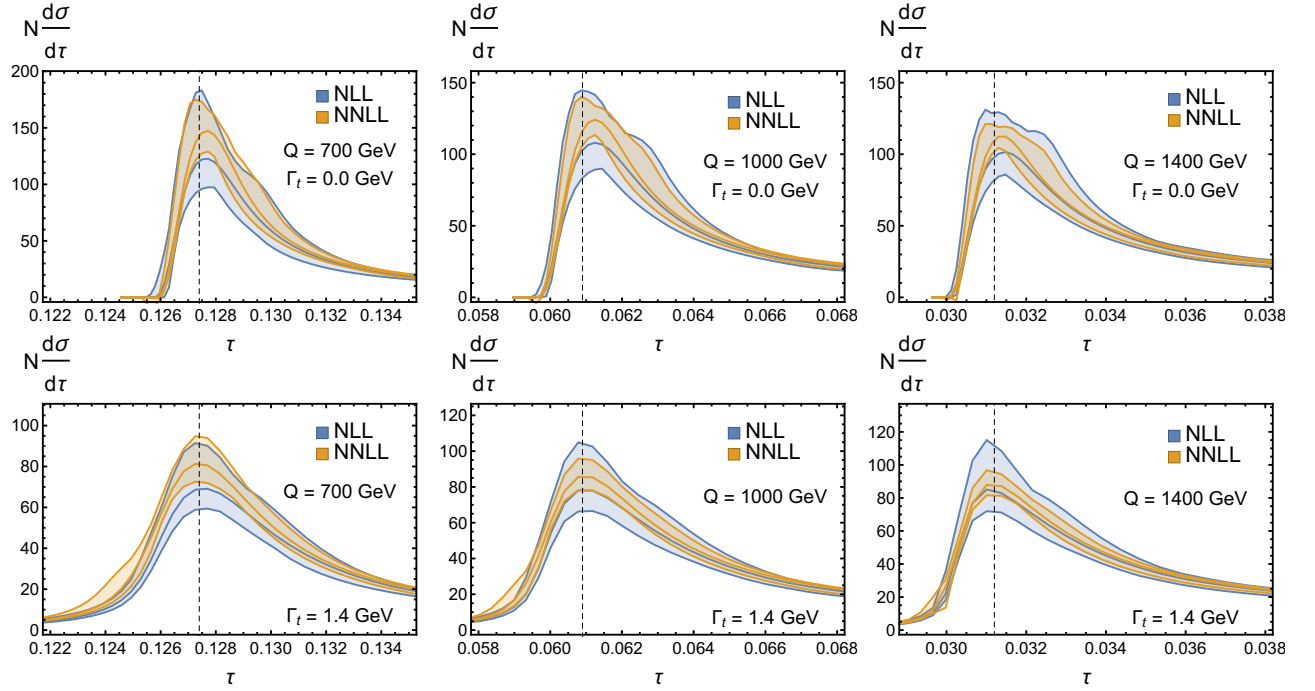 N dσ/dτ
200
150
100
50
0
0.122 0.124 0.126 0.128 0.130 0.132 0.134
τ
NLL
NNLL
Q = 700 GeV
Γt = 0.0 GeV
N dσ/dτ
150
100
50
0
0.058 0.060 0.062 0.064 0.066 0.068
τ
NLL
NNLL
Q = 1000 GeV
Γt = 0.0 GeV
N dσ/dτ
150
100
50
0
0.030 0.032 0.034 0.036 0.038
τ
NLL
NNLL
Q = 1400 GeV
Γt = 0.0 GeV
N dσ/dτ
100
80
60
40
20
0
0.122 0.124 0.126 0.128 0.130 0.132 0.134
τ
NLL
NNLL
Q = 700 GeV
Γt = 1.4 GeV
N dσ/dτ
120
100
80
60
40
20
0
0.058 0.060 0.062 0.064 0.066 0.068
τ
NLL
NNLL
Q = 1000 GeV
Γt = 1.4 GeV
N dσ/dτ
120
100
80
60
40
20
0
0.030 0.032 0.034 0.036 0.038
τ
NLL
NNLL
Q = 1400 GeV
Γt = 1.4 GeV